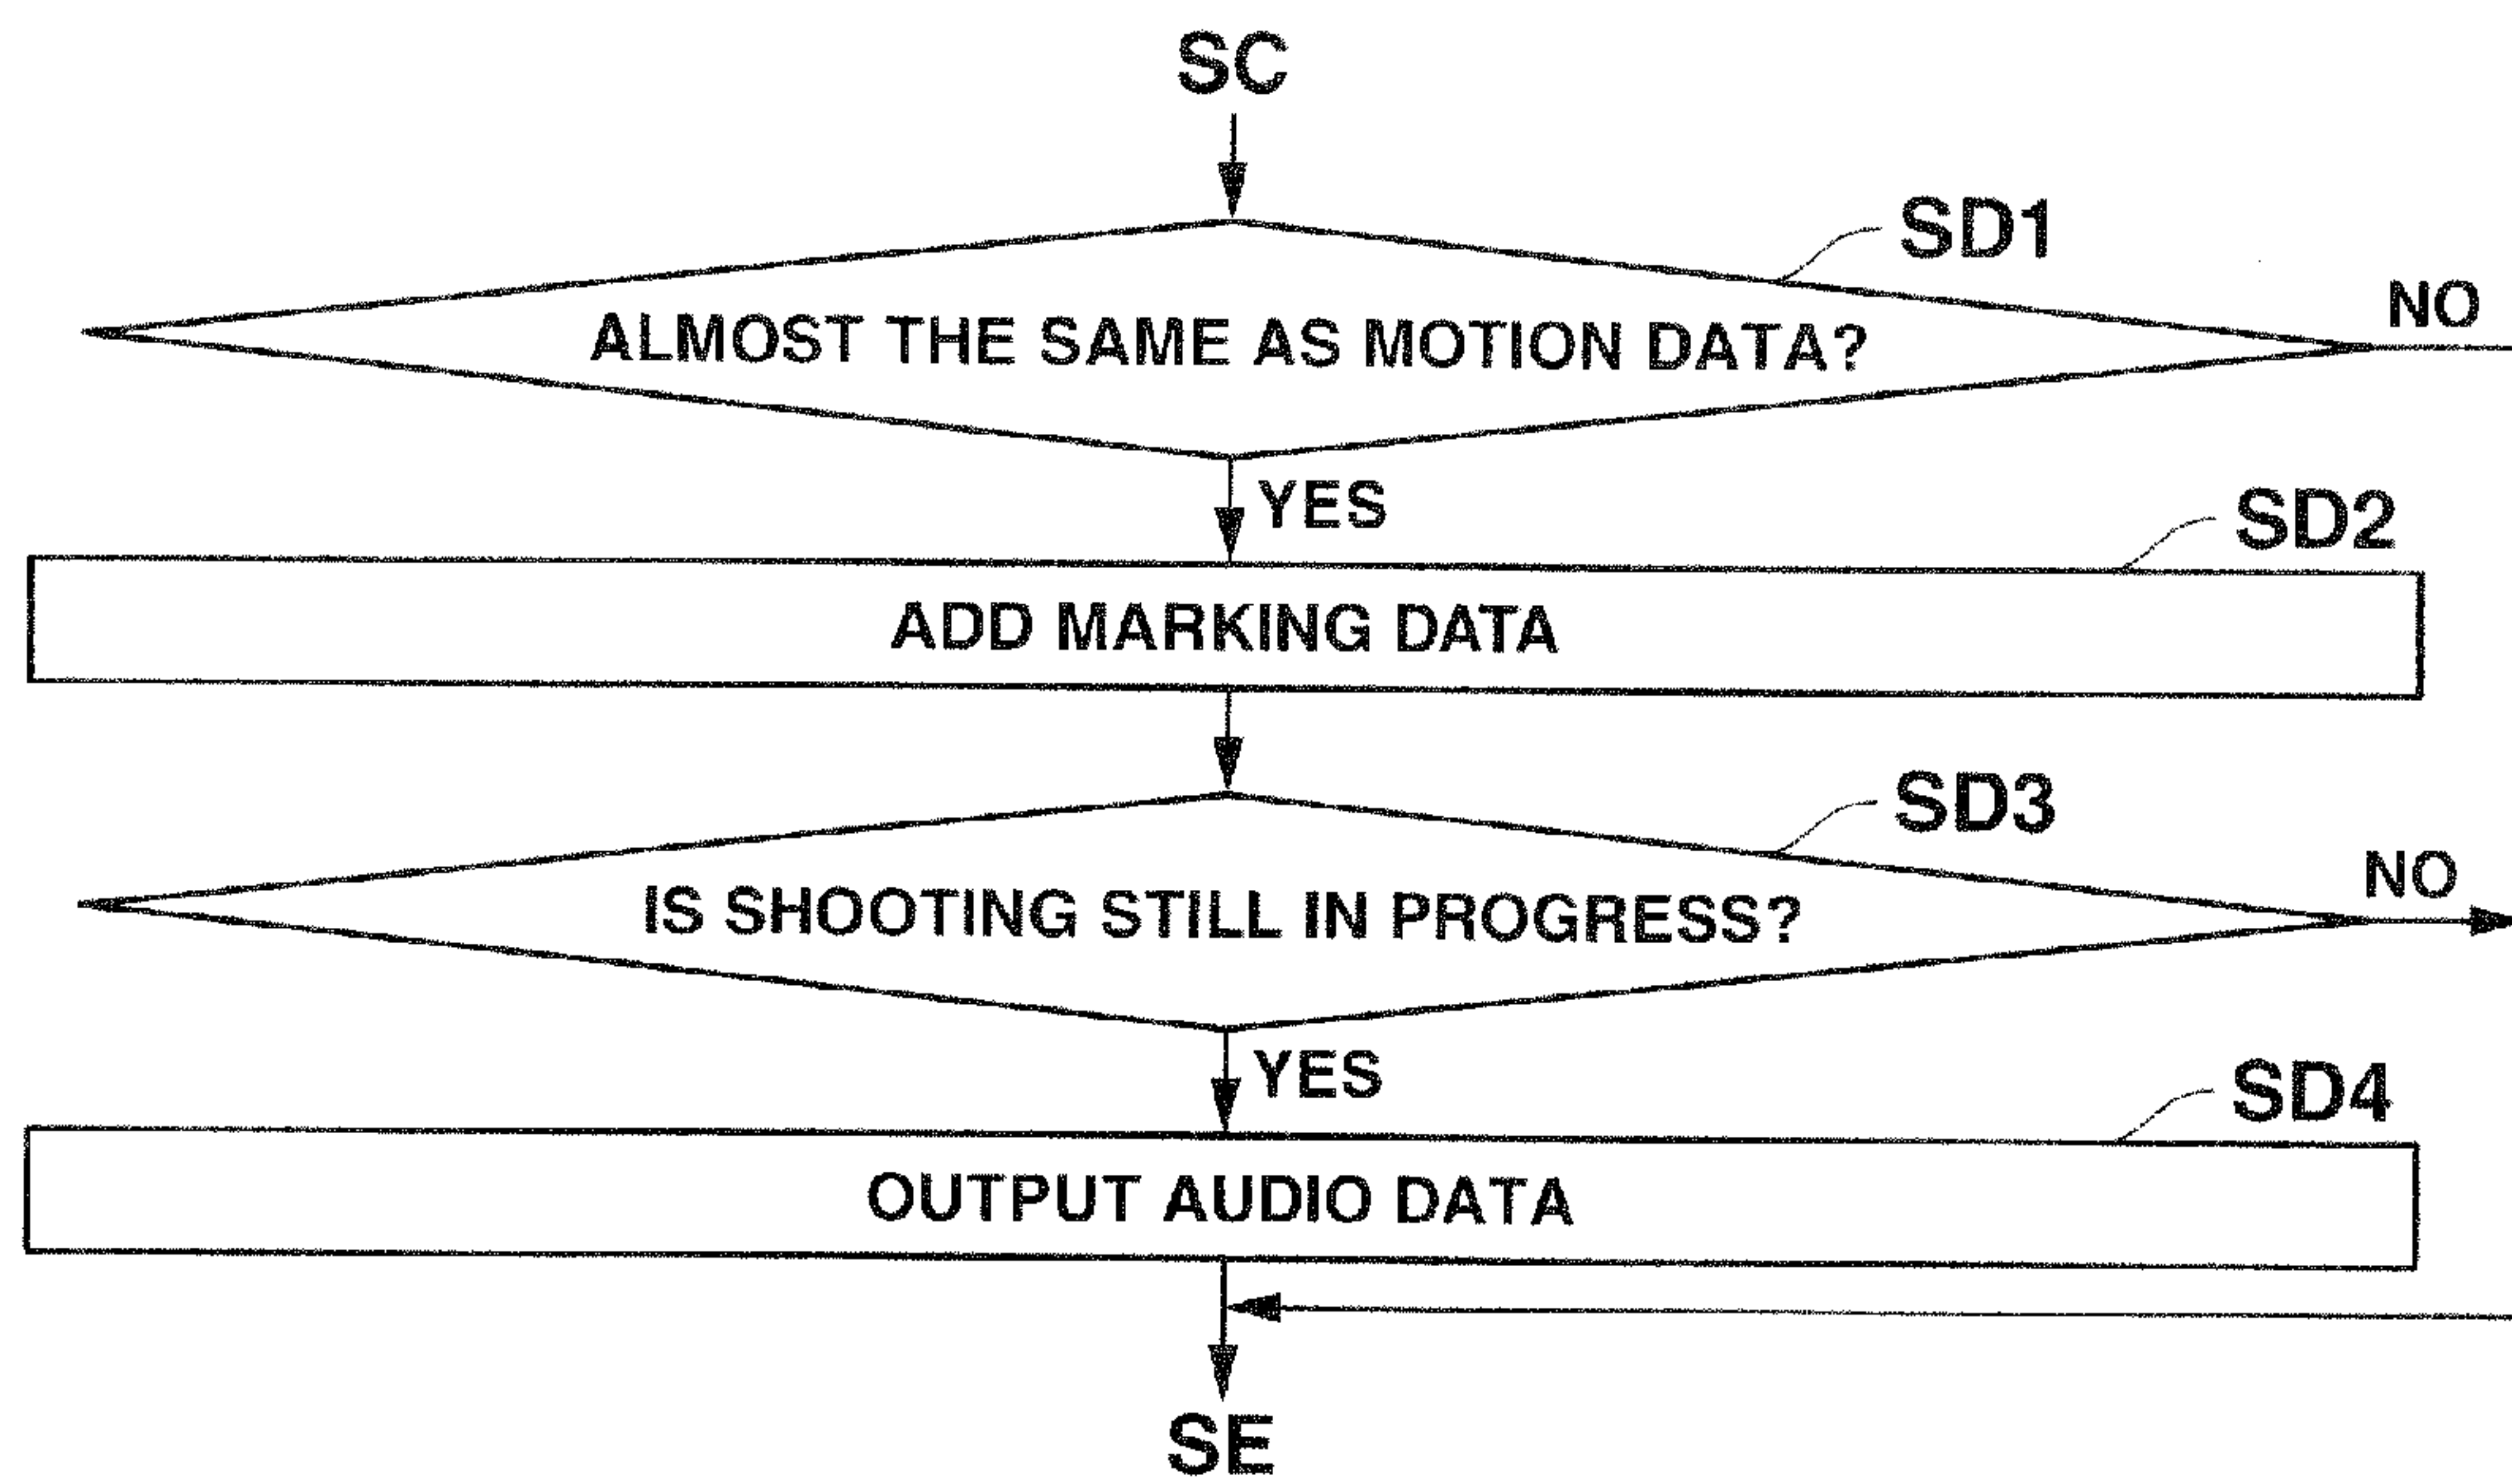 SC
SD1
NO
ALMOST THE SAME AS MOTION DATA?
YES
SD2
ADD MARKING DATA
SD3
NO
IS SHOOTING STILL IN PROGRESS?
YES
SD4
OUTPUT AUDIO DATA
SE